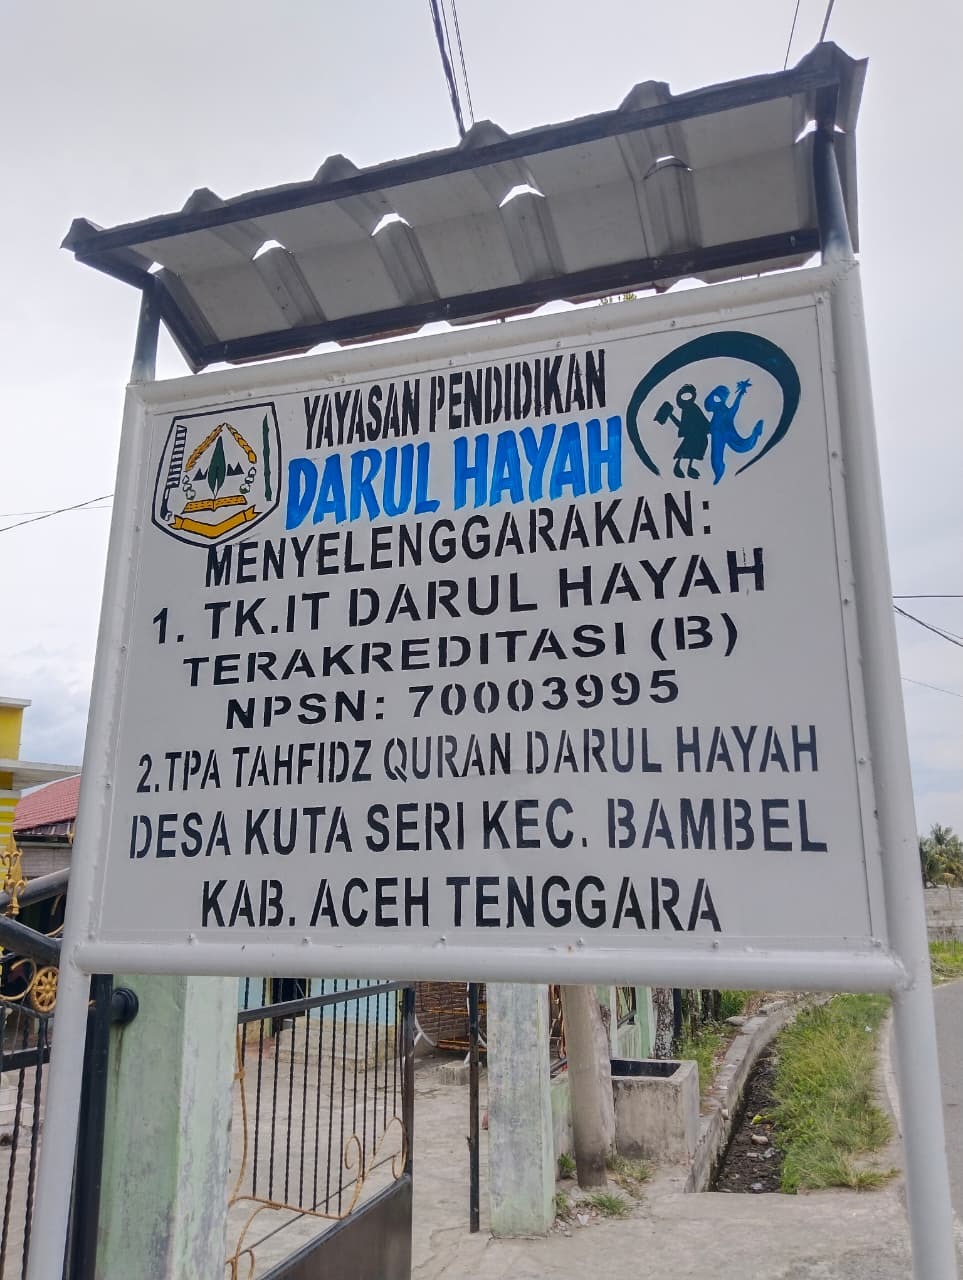 YAYASAN PENDIDIKAN
DARUL HAYAH
MENYELENGGARAKAN:
1. TK.IT DARUL HAYAH
TERAKREDITASI (B)
NPSN: 70003995
2.TPA TAHFIDZ QURAN DARUL HAYAH
DESA KUTA SERI KEC. BAMBEL
KAB. ACEH TENGGARA